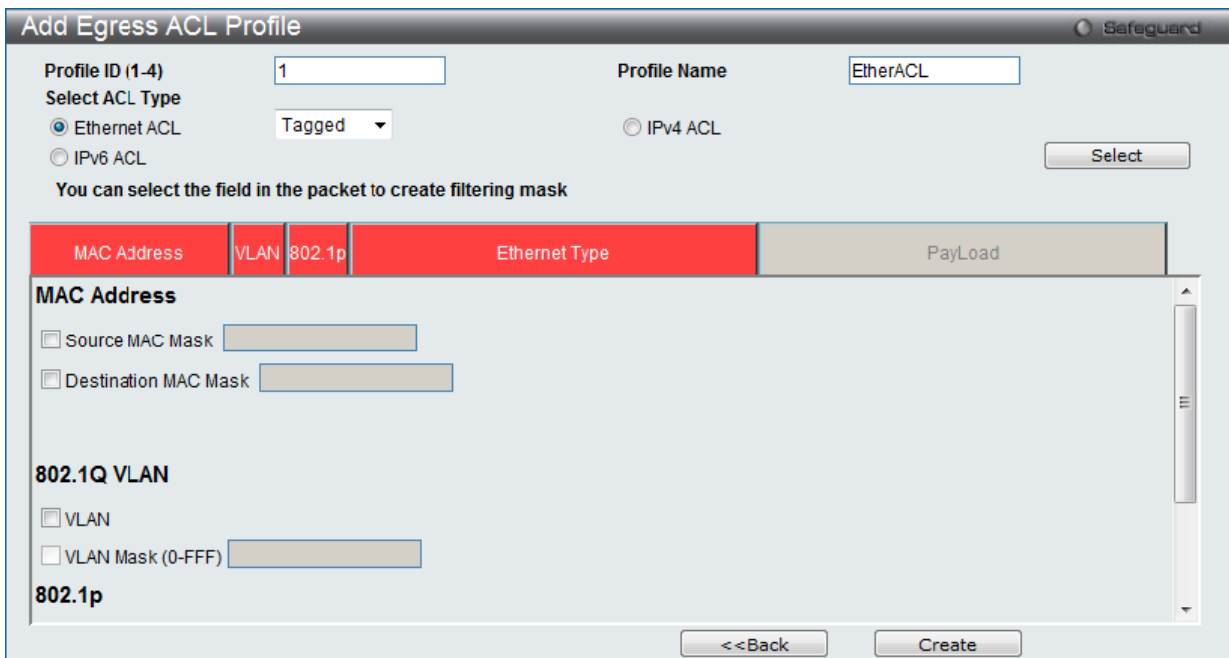 Add Egress ACL Profile
Safeguard
Profile ID (1-4) 1 Profile Name EtherACL
Select ACL Type
Ethernet ACL Tagged IPv4 ACL
IPv6 ACL
Select
You can select the field in the packet to create filtering mask
MAC Address VLAN 802.1p Ethernet Type PayLoad
MAC Address
Source MAC Mask
Destination MAC Mask
802.1Q VLAN
VLAN
VLAN Mask (0-FFF)
802.1p
<<Back Create